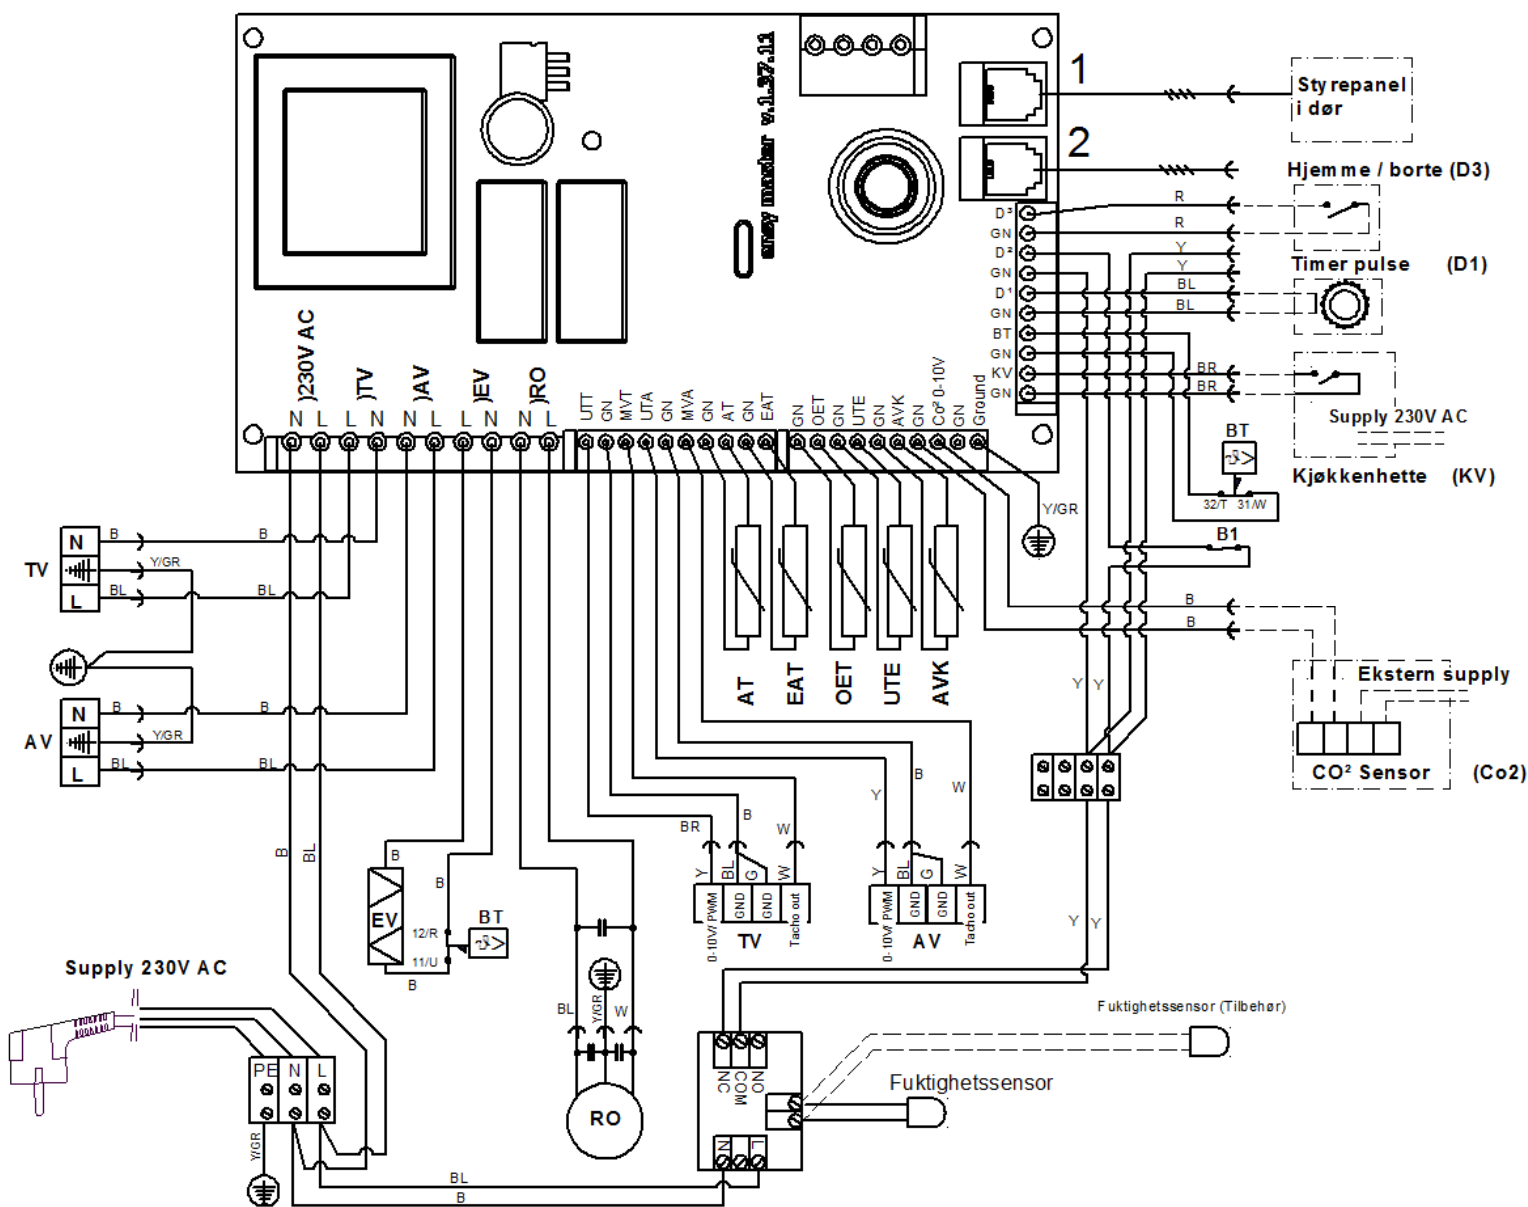 ensy master v.1.37.11
1
2
Styrepanel
i dør
Hjemme / borte (D3)
Timer pulse (D1)
Supply 230V AC
Kjøkkenhette (KV)
D³
GN
D²
GN
D¹
GN
BT
GN
KV
GN
R
R
Y
Y
BL
BL
BR
BR
BT
32/T 31/W
B1
)230V AC
)TV
)AV
)EV
)RO
N L L N N L L N N L
UTT
GN
MVT
UTA
GN
MVA
GN
AT
GN
EAT
GN
OET
GN
UTE
GN
AVK
GN
Co² 0-10V
GN
Ground
Y/GR
TV
N
L
B
B
Y/GR
BL
BL
AV
N
L
B
B
Y/GR
BL
BL
AT
EAT
OET
UTE
AVK
B
B
Ekstern supply
CO² Sensor (Co2)
Y Y
B
BL
B
EV
B
12/R
11/U
BT
B
BR
B
W
Y
BL
G
W
0-10V/ PWM
GND
GND
Tacho out
TV
Y
B
W
Y
BL
G
W
0-10V/ PWM
GND
GND
Tacho out
AV
Y Y
BL
Y/GR
W
RO
Supply 230V AC
PE N L
Y/GR
BL
B
NC
COM
NO
N
L
Fuktighetssensor (Tilbehør)
Fuktighetssensor